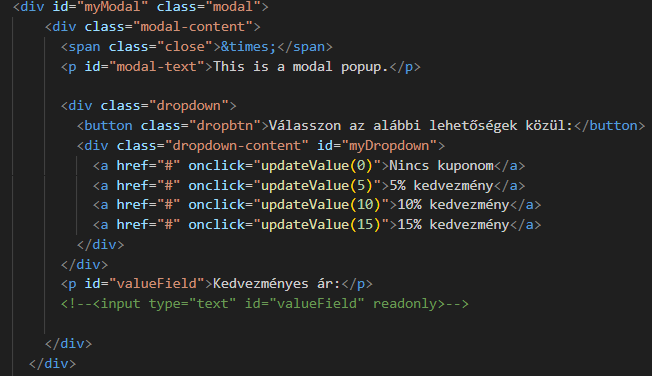 <div id="myModal" class="modal">
<div class="modal-content">
<span class="close">&times;</span>
<p id="modal-text">This is a modal popup.</p>
<div class="dropdown">
<button class="dropbtn">Válasszon az alábbi lehetőségek közül:</button>
<div class="dropdown-content" id="myDropdown">
<a href="#" onclick="updateValue(0)">Nincs kuponom</a>
<a href="#" onclick="updateValue(5)">5% kedvezmény</a>
<a href="#" onclick="updateValue(10)">10% kedvezmény</a>
<a href="#" onclick="updateValue(15)">15% kedvezmény</a>
</div>
</div>
<p id="valueField">Kedvezményes ár:</p>
<!--<input type="text" id="valueField" readonly>-->
</div>
</div>